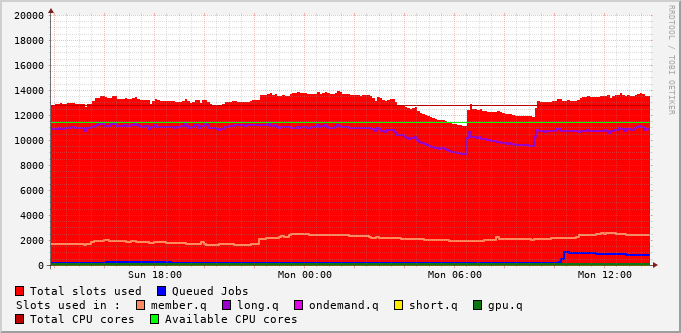 20000
18000
16000
14000
12000
10000
8000
6000
4000
2000
0
Sun 18:00 Mon 00:00 Mon 06:00 Mon 12:00
Total slots used Queued Jobs
Slots used in : member.q long.q ondemand.q short.q gpu.q
Total CPU cores Available CPU cores
RRDTOOL / TOBI OETIKER